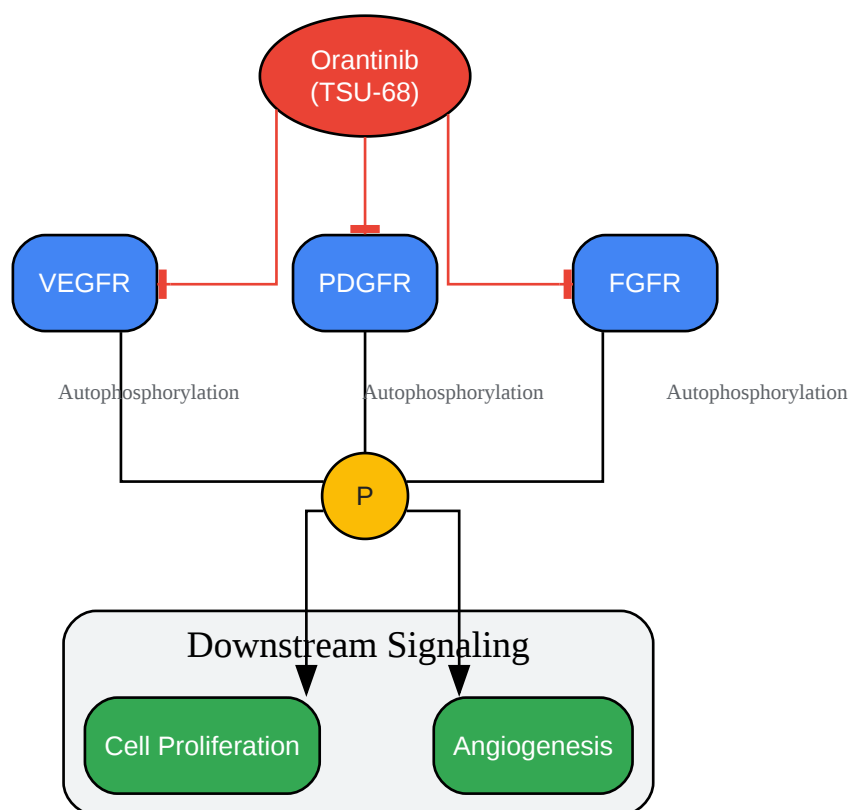 Orantinib
(TSU-68)
VEGFR
PDGFR
FGFR
Autophosphorylation
Autophosphorylation
Autophosphorylation
P
Downstream Signaling
Cell Proliferation
Angiogenesis